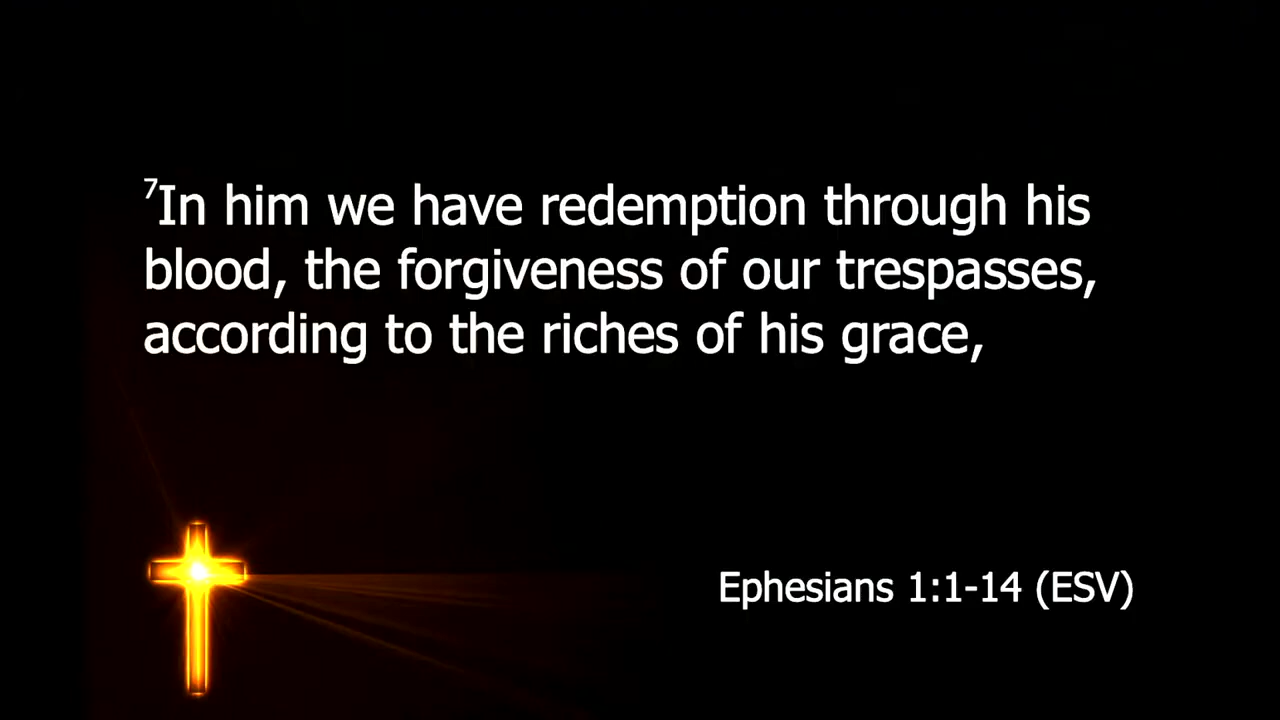 ⁷In him we have redemption through his
blood, the forgiveness of our trespasses,
according to the riches of his grace,
Ephesians 1:1-14 (ESV)